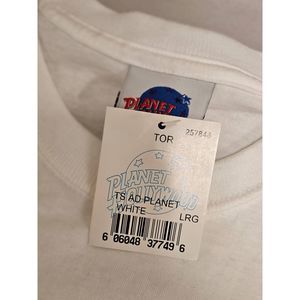 PLANET
TOR
257848
PLANET
HOLLYWOOD
TS AD PLANET
WHITE
LRG
6 06048 37749 6